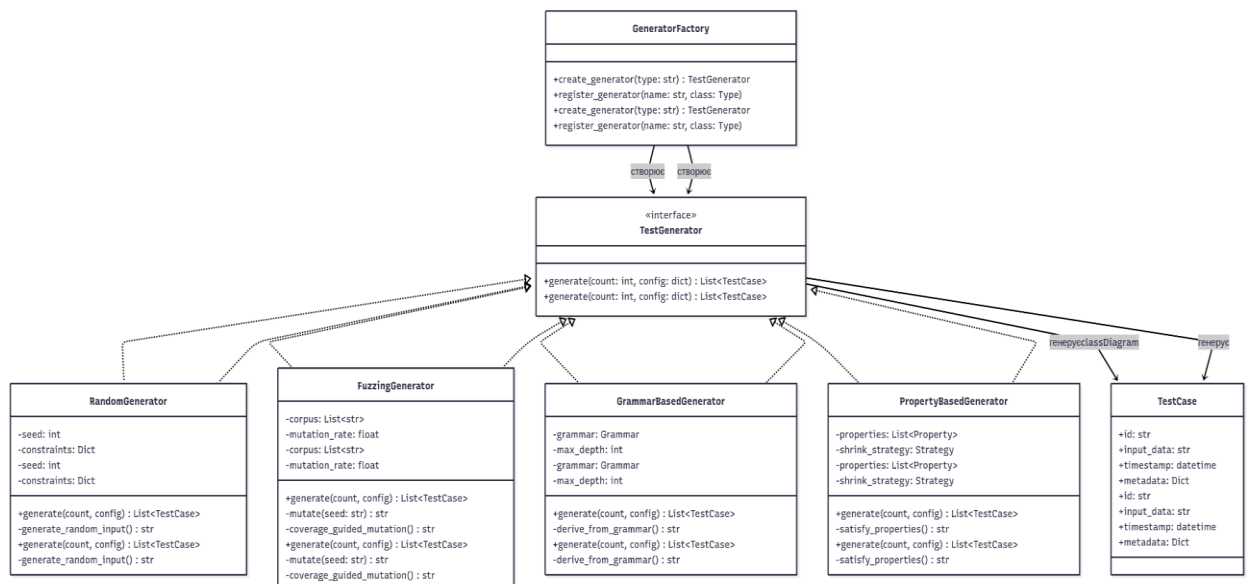 GeneratorFactory
+create_generator(type: str) : TestGenerator
+register_generator(name: str, class: Type)
+create_generator(type: str) : TestGenerator
+register_generator(name: str, class: Type)
створює
створює
«interface»
TestGenerator
+generate(count: int, config: dict) : List<TestCase>
+generate(count: int, config: dict) : List<TestCase>
генеруєclassDiagram
генерує
RandomGenerator
-seed: int
-constraints: Dict
-seed: int
-constraints: Dict
+generate(count, config) : List<TestCase>
-generate_random_input() : str
+generate(count, config) : List<TestCase>
-generate_random_input() : str
FuzzingGenerator
-corpus: List<str>
-mutation_rate: float
-corpus: List<str>
-mutation_rate: float
+generate(count, config) : List<TestCase>
-mutate(seed: str) : str
-coverage_guided_mutation() : str
+generate(count, config) : List<TestCase>
-mutate(seed: str) : str
-coverage_guided_mutation() : str
GrammarBasedGenerator
-grammar: Grammar
-max_depth: int
-grammar: Grammar
-max_depth: int
+generate(count, config) : List<TestCase>
-derive_from_grammar() : str
+generate(count, config) : List<TestCase>
-derive_from_grammar() : str
PropertyBasedGenerator
-properties: List<Property>
-shrink_strategy: Strategy
-properties: List<Property>
-shrink_strategy: Strategy
+generate(count, config) : List<TestCase>
-satisfy_properties() : str
+generate(count, config) : List<TestCase>
-satisfy_properties() : str
TestCase
+id: str
+input_data: str
+timestamp: datetime
+metadata: Dict
+id: str
+input_data: str
+timestamp: datetime
+metadata: Dict